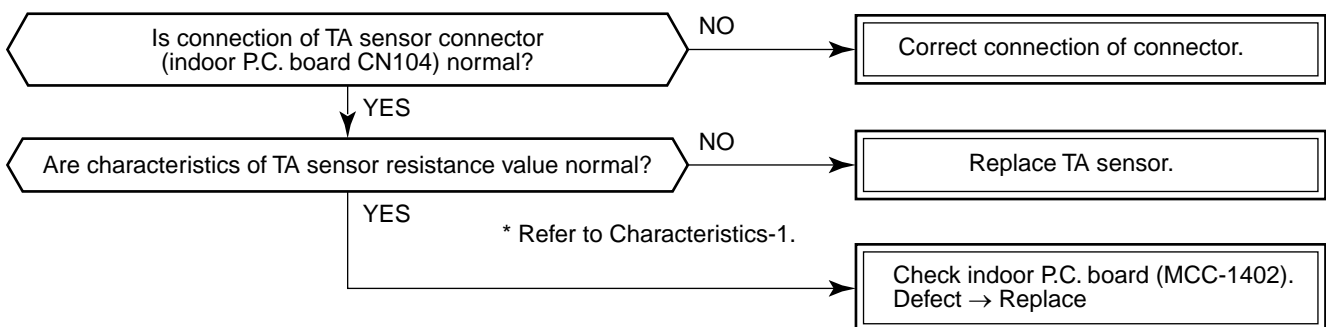 Is connection of TA sensor connector
(indoor P.C. board CN104) normal?
NO
Correct connection of connector.
YES
Are characteristics of TA sensor resistance value normal?
NO
Replace TA sensor.
YES
* Refer to Characteristics-1.
Check indoor P.C. board (MCC-1402).
Defect → Replace